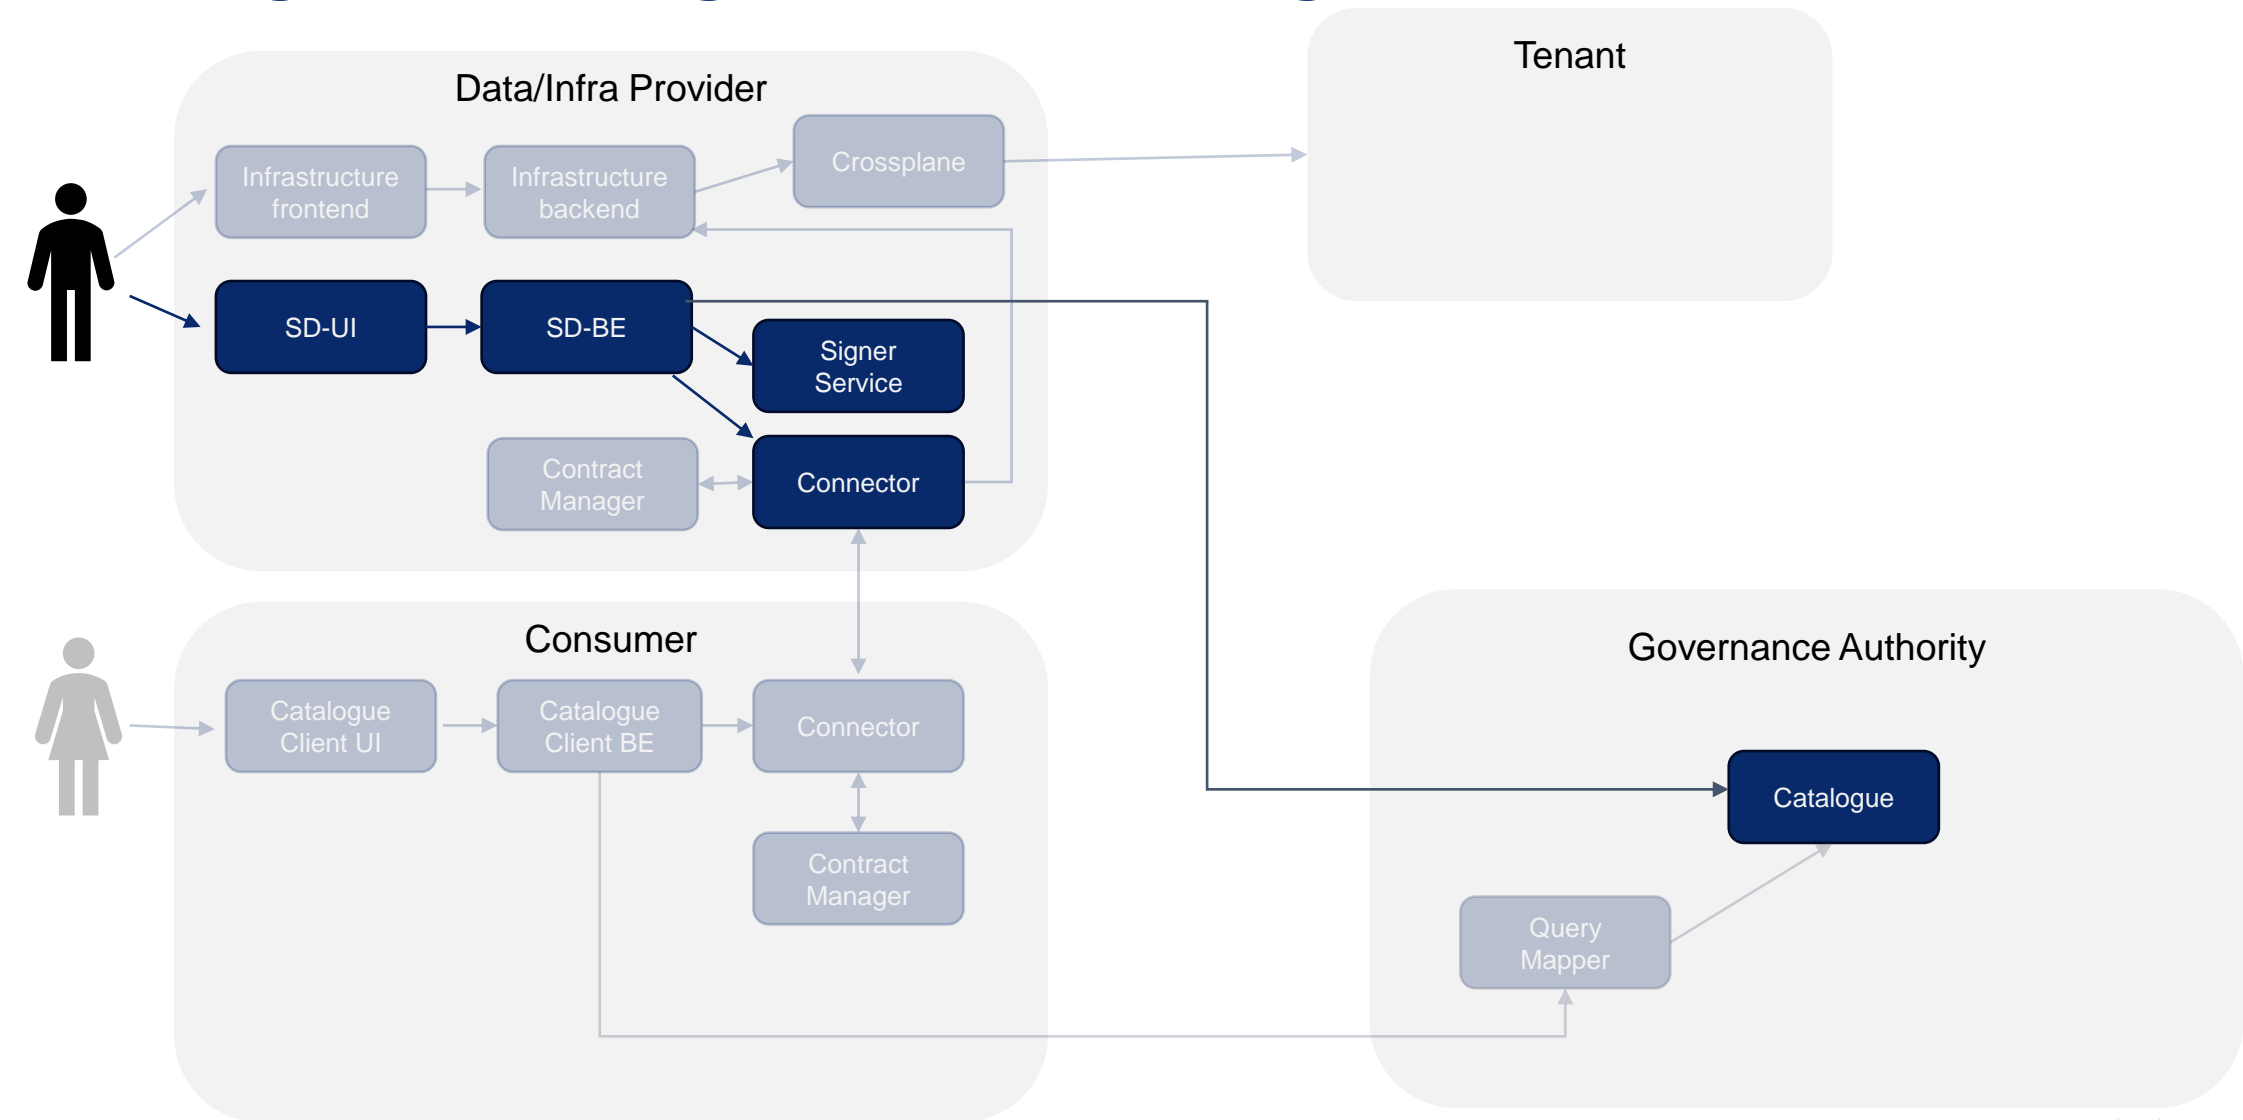 Tenant
Data/Infra Provider
Crossplane
Infrastructure
frontend
Infrastructure
backend
SD-UI
SD-BE
Signer
Service
Contract
Manager
Connector
Consumer
Governance Authority
Catalogue
Client UI
Catalogue
Client BE
Connector
Catalogue
Contract
Manager
Query
Mapper